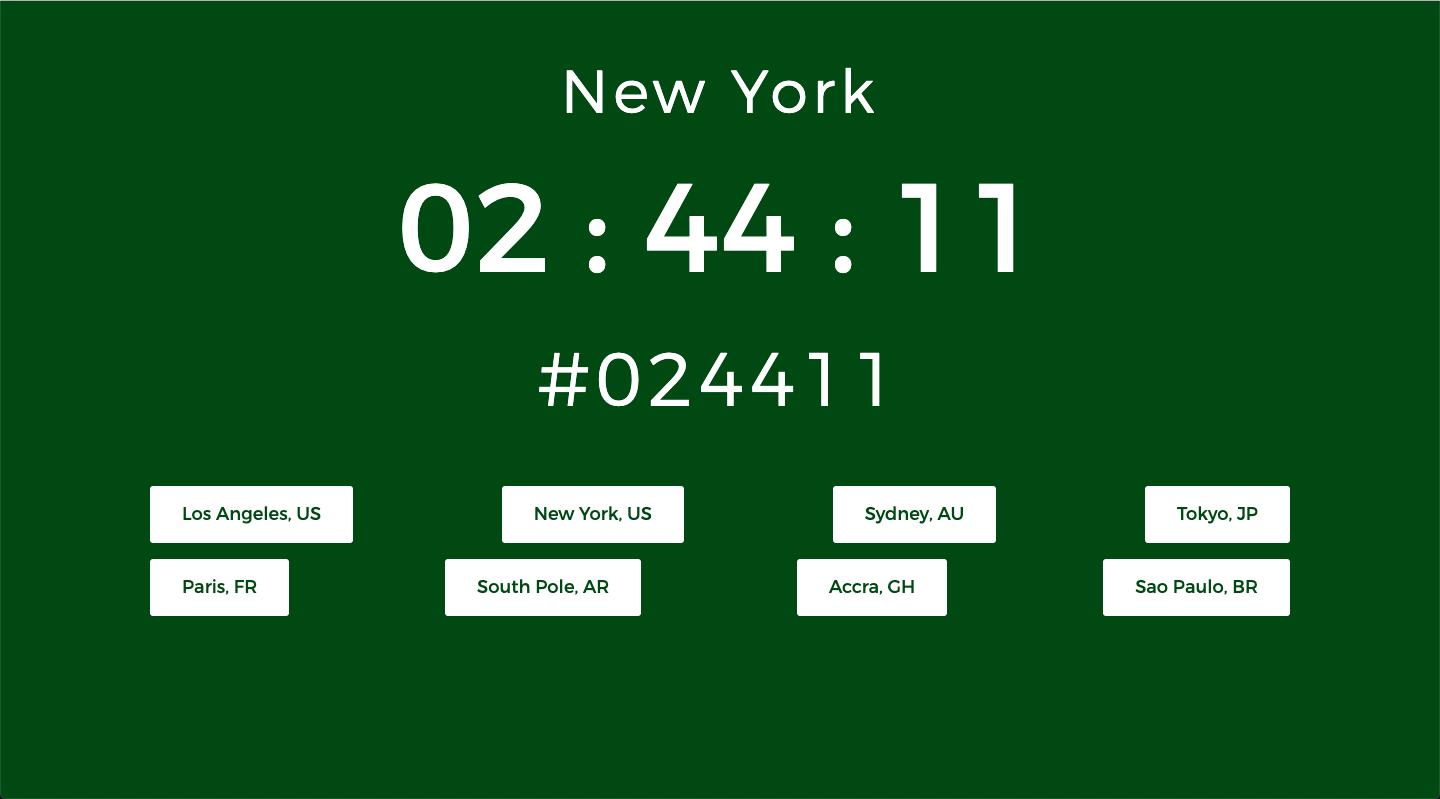 New York
02 : 44 : 11
#024411
Los Angeles, US New York, US Sydney, AU Tokyo, JP
Paris, FR South Pole, AR Accra, GH Sao Paulo, BR